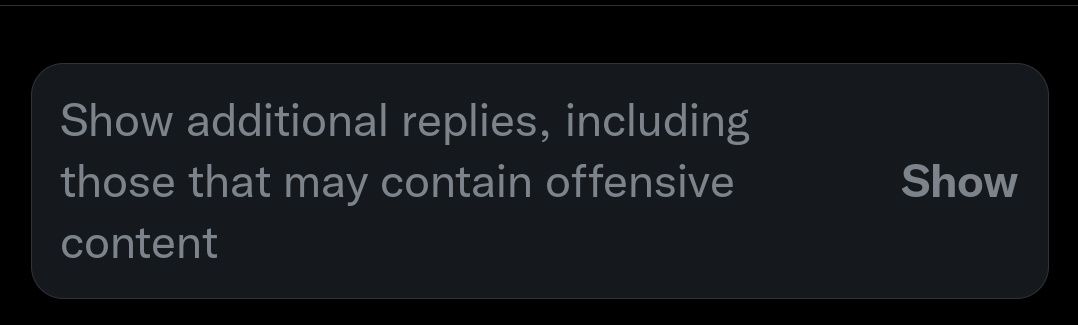 Show additional replies, including
those that may contain offensive
content
Show